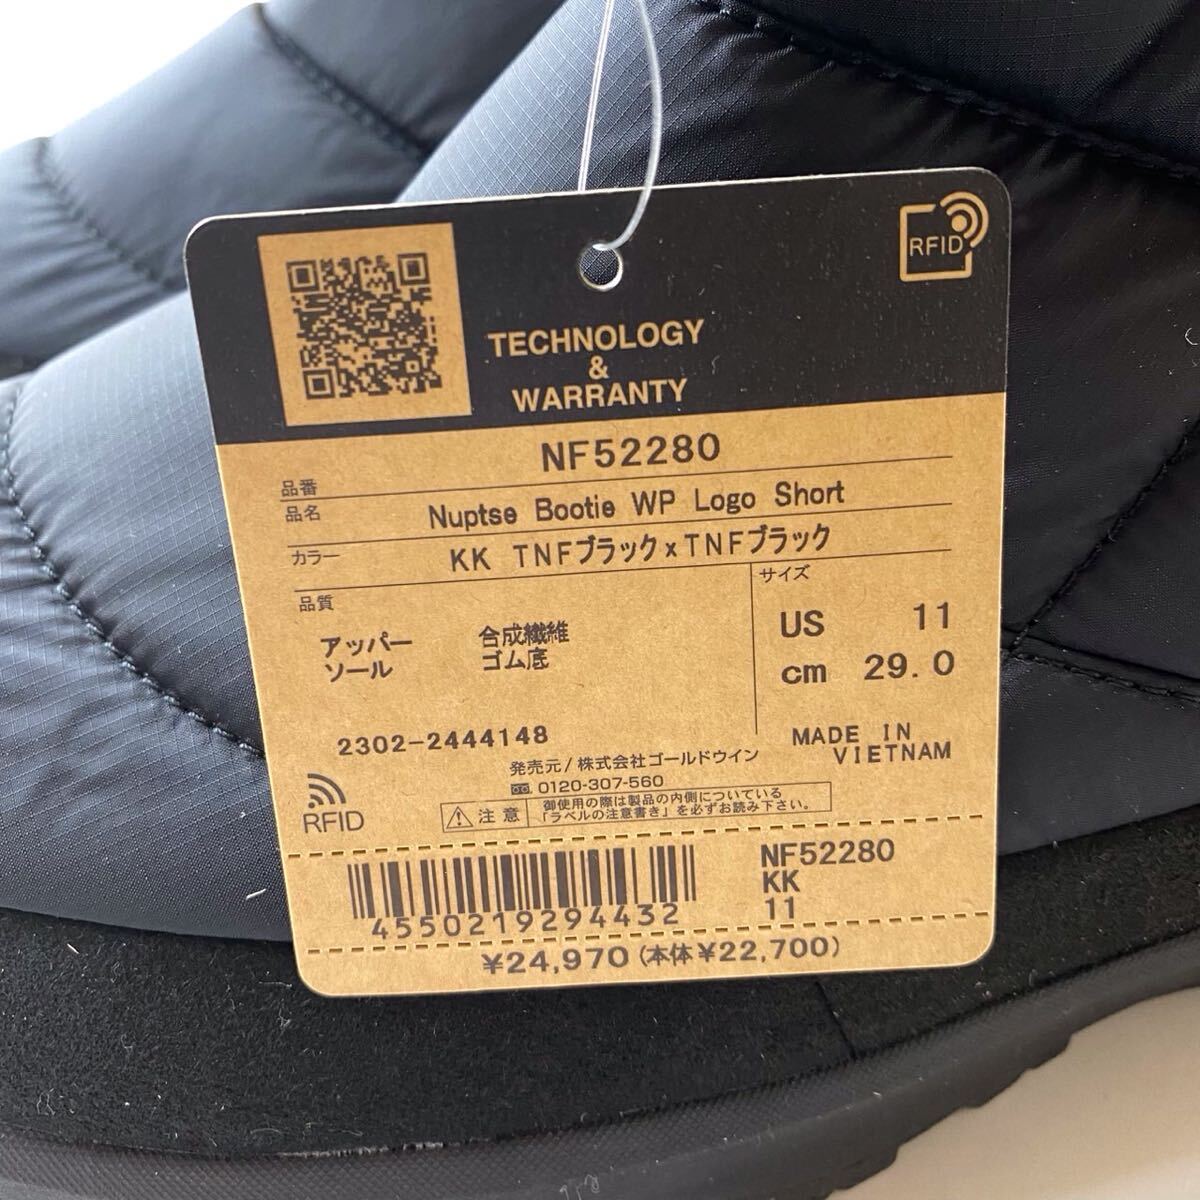 RFID
TECHNOLOGY
&
WARRANTY
品番 NF52280
品名 Nuptse Bootie WP Logo Short
カラー KK TNFブラックxTNFブラック
品質
アッパー 合成繊維
ソール ゴム底
サイズ
US 11
cm 29.0
2302-2444148
MADE IN
VIETNAM
発売元/株式会社ゴールドウイン
0120-307-560
RFID
注意
御使用の際は製品の内側についている
「ラベルの注意書き」を必ずお読み下さい。
4550219294432
NF52280
KK
11
¥24,970(本体¥22,700)